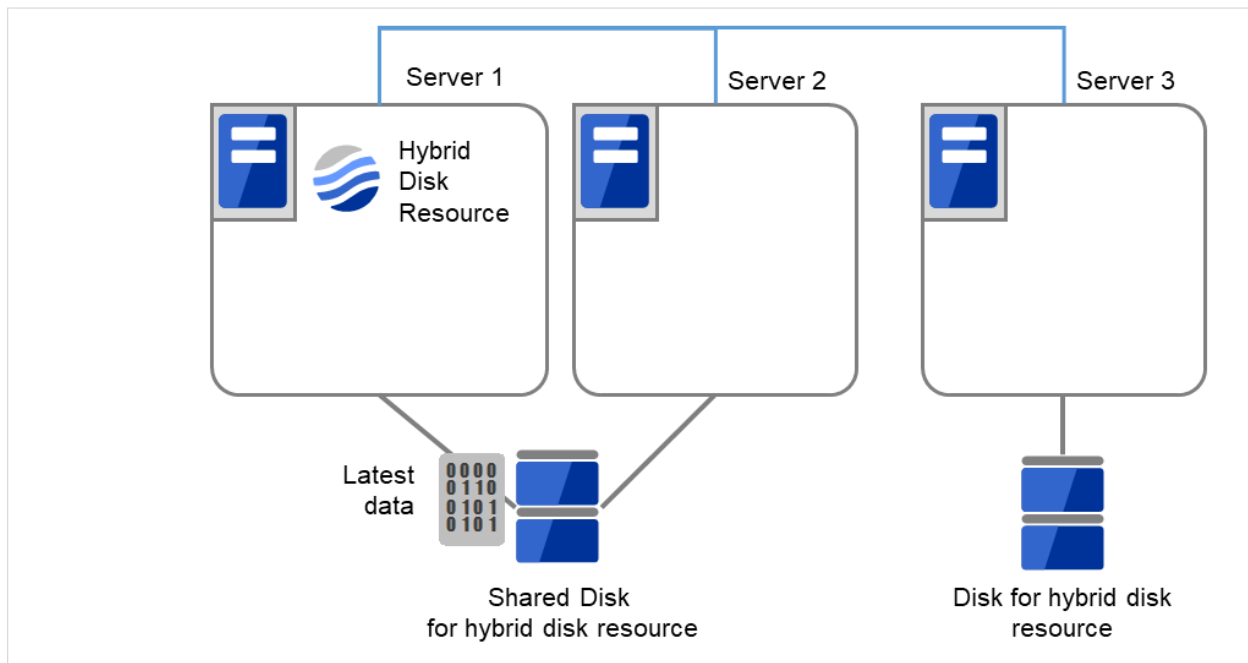 Server 1
Server 2
Server 3
Hybrid
Disk
Resource
Latest
data
0000
0110
0101
0101
Shared Disk
for hybrid disk resource
Disk for hybrid disk
resource